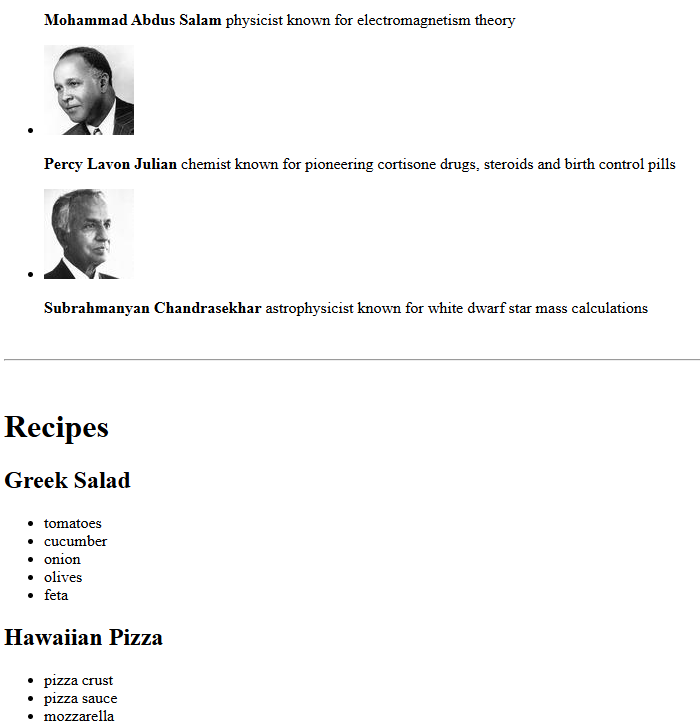 Mohammad Abdus Salam physicist known for electromagnetism theory
Percy Lavon Julian chemist known for pioneering cortisone drugs, steroids and birth control pills
Subrahmanyan Chandrasekhar astrophysicist known for white dwarf star mass calculations
Recipes
Greek Salad
tomatoes
cucumber
onion
olives
feta
Hawaiian Pizza
pizza crust
pizza sauce
mozzarella